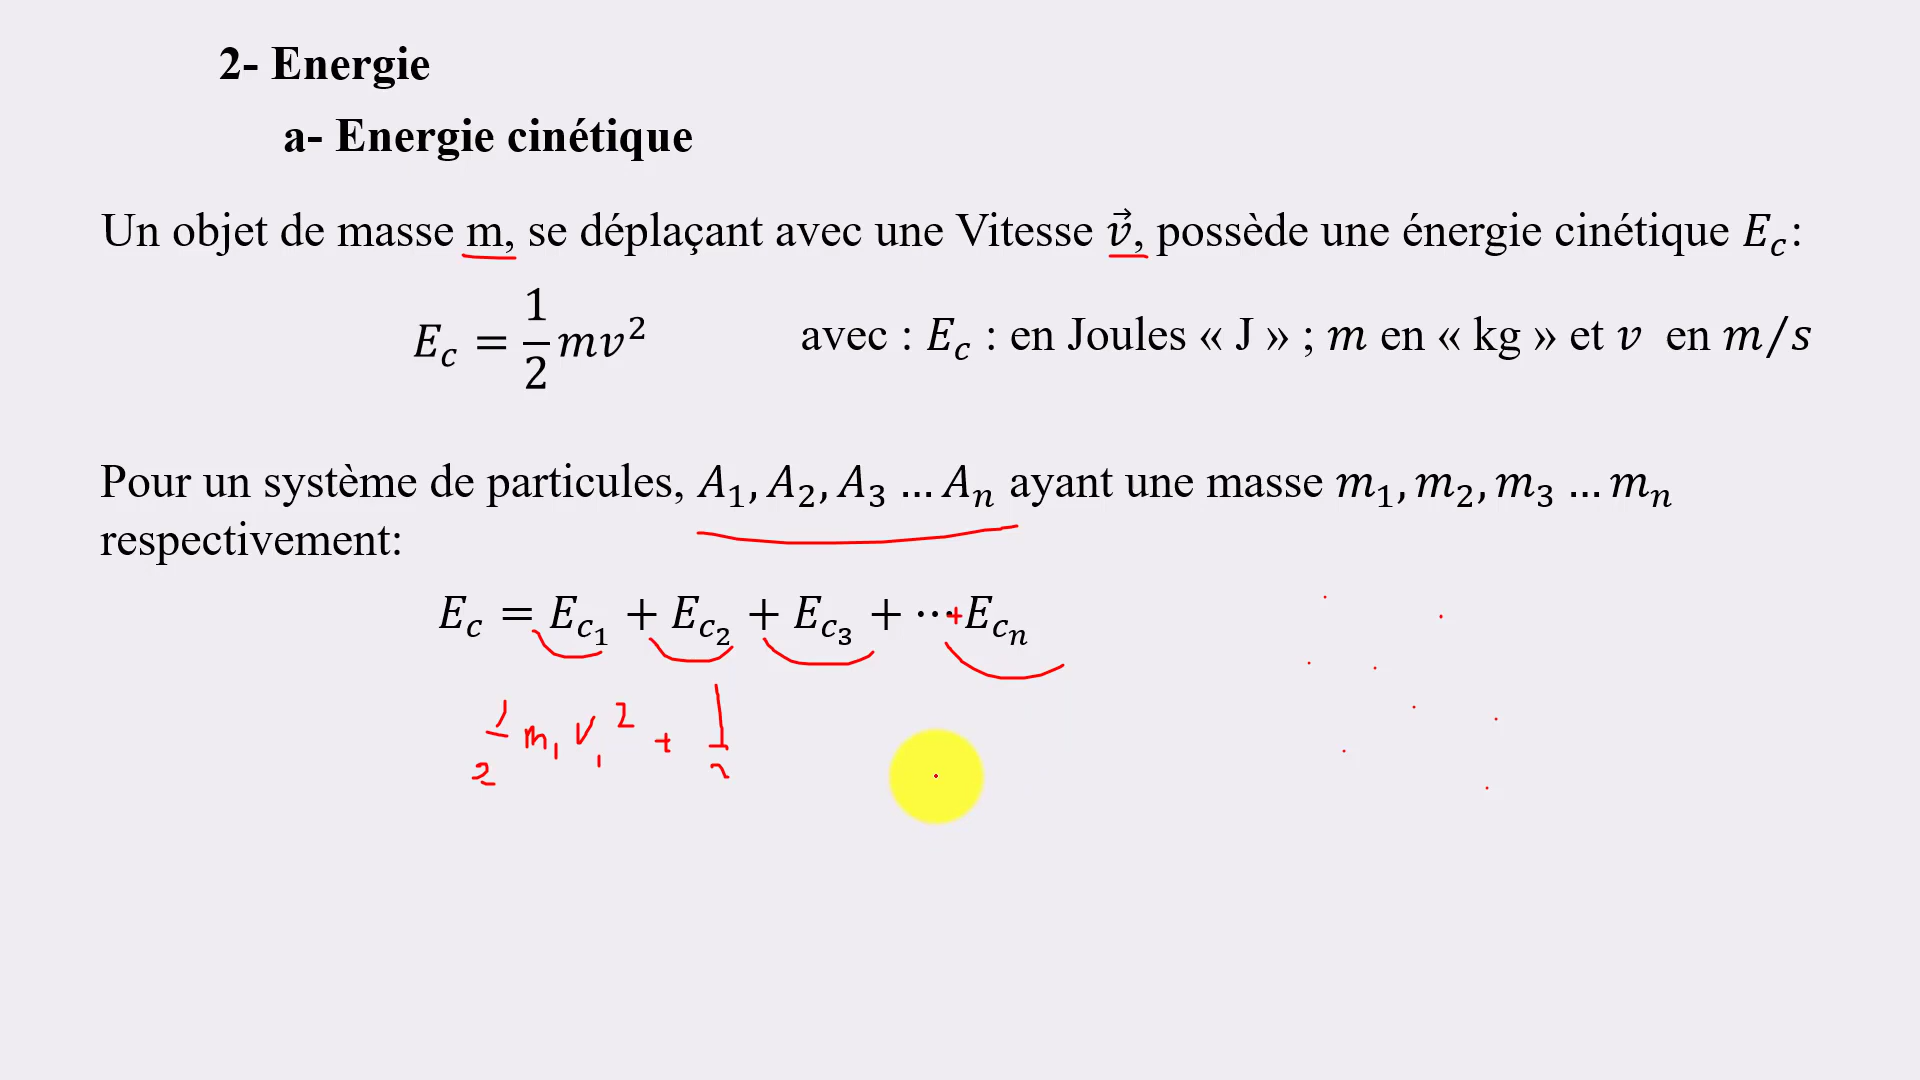 2- Energie
a- Energie cinétique
Un objet de masse m, se déplaçant avec une Vitesse v⃗, possède une énergie cinétique E_c:
E_c = 1/2 mv² avec : E_c : en Joules « J » ; m en « kg » et v en m/s
Pour un système de particules, A₁, A₂, A₃ … Aₙ ayant une masse m₁, m₂, m₃ … mₙ
respectivement:
E_c = E_c₁ + E_c₂ + E_c₃ + ⋯+E_cₙ
1/2 m₁ v₁² + 1/2